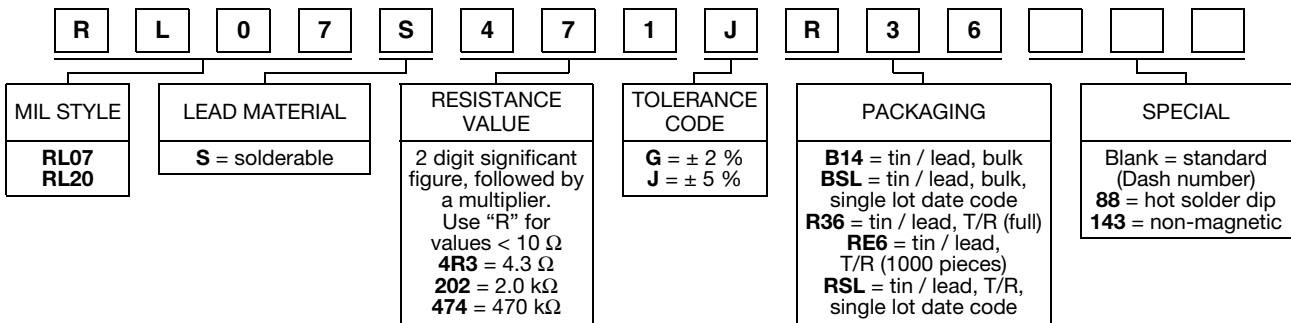 R L 0 7 S 4 7 1 J R 3 6
MIL STYLE
RL07
RL20
LEAD MATERIAL
S = solderable
RESISTANCE
VALUE
2 digit significant
figure, followed by
a multiplier.
Use “R” for
values < 10 Ω
4R3 = 4.3 Ω
202 = 2.0 kΩ
474 = 470 kΩ
TOLERANCE
CODE
G = ± 2 %
J = ± 5 %
PACKAGING
B14 = tin / lead, bulk
BSL = tin / lead, bulk,
single lot date code
R36 = tin / lead, T/R (full)
RE6 = tin / lead,
T/R (1000 pieces)
RSL = tin / lead, T/R,
single lot date code
SPECIAL
Blank = standard
(Dash number)
88 = hot solder dip
143 = non-magnetic